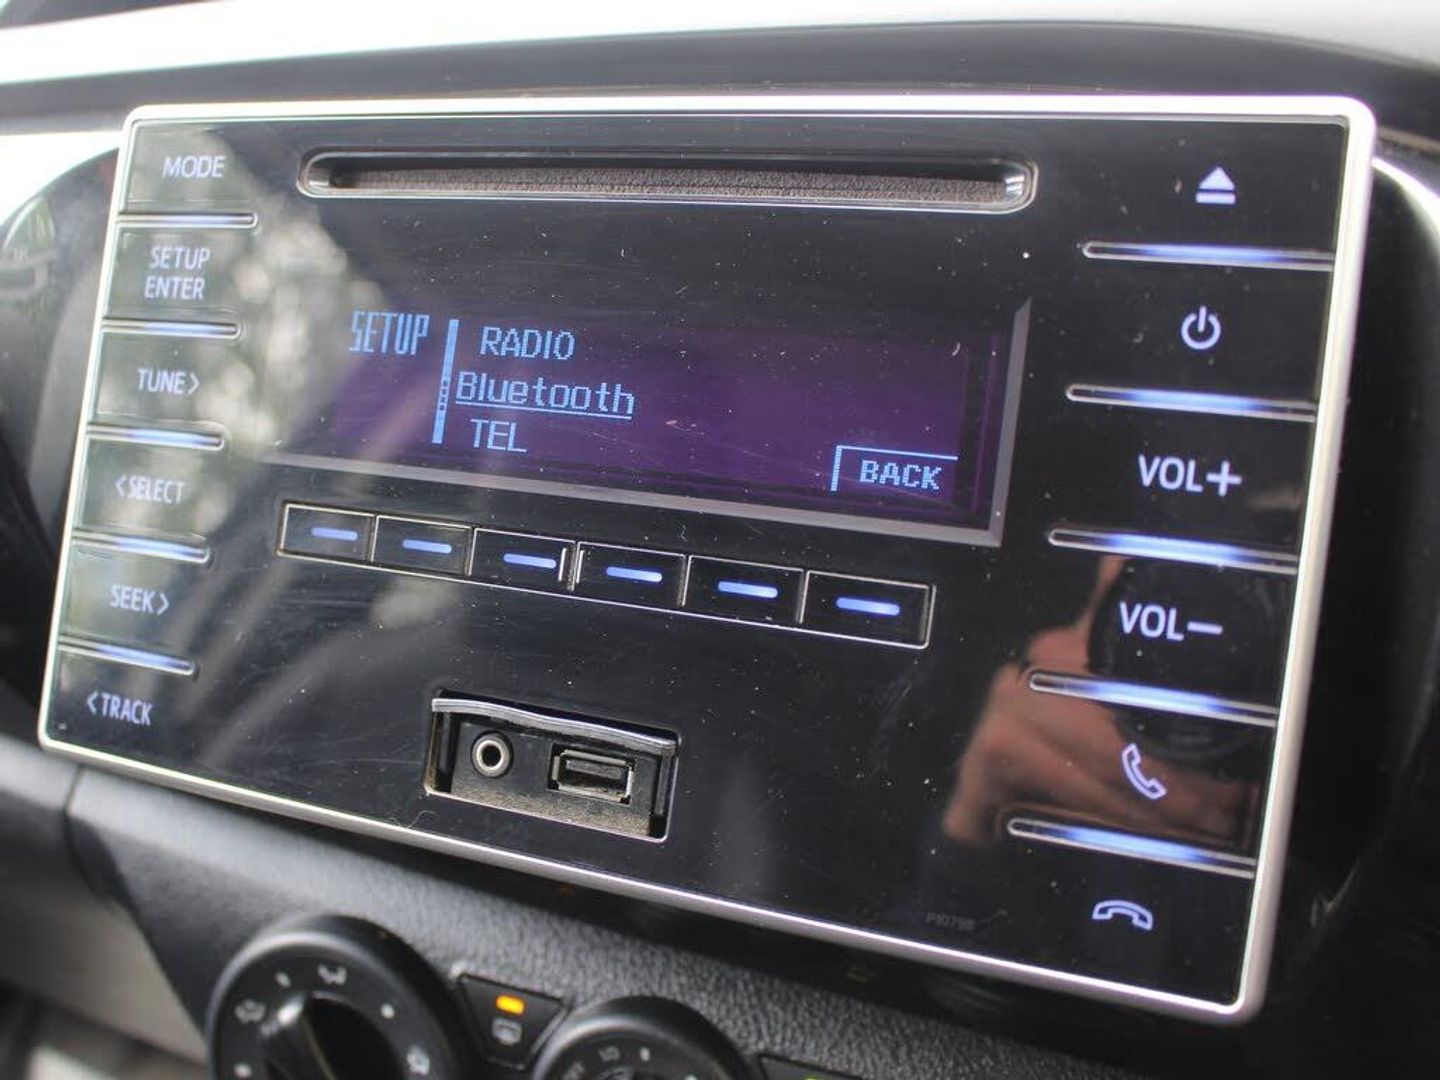 MODE
SETUP
ENTER
TUNE>
<SELECT
SEEK>
<TRACK
SETUP
RADIO
Bluetooth
TEL
BACK
VOL+
VOL−